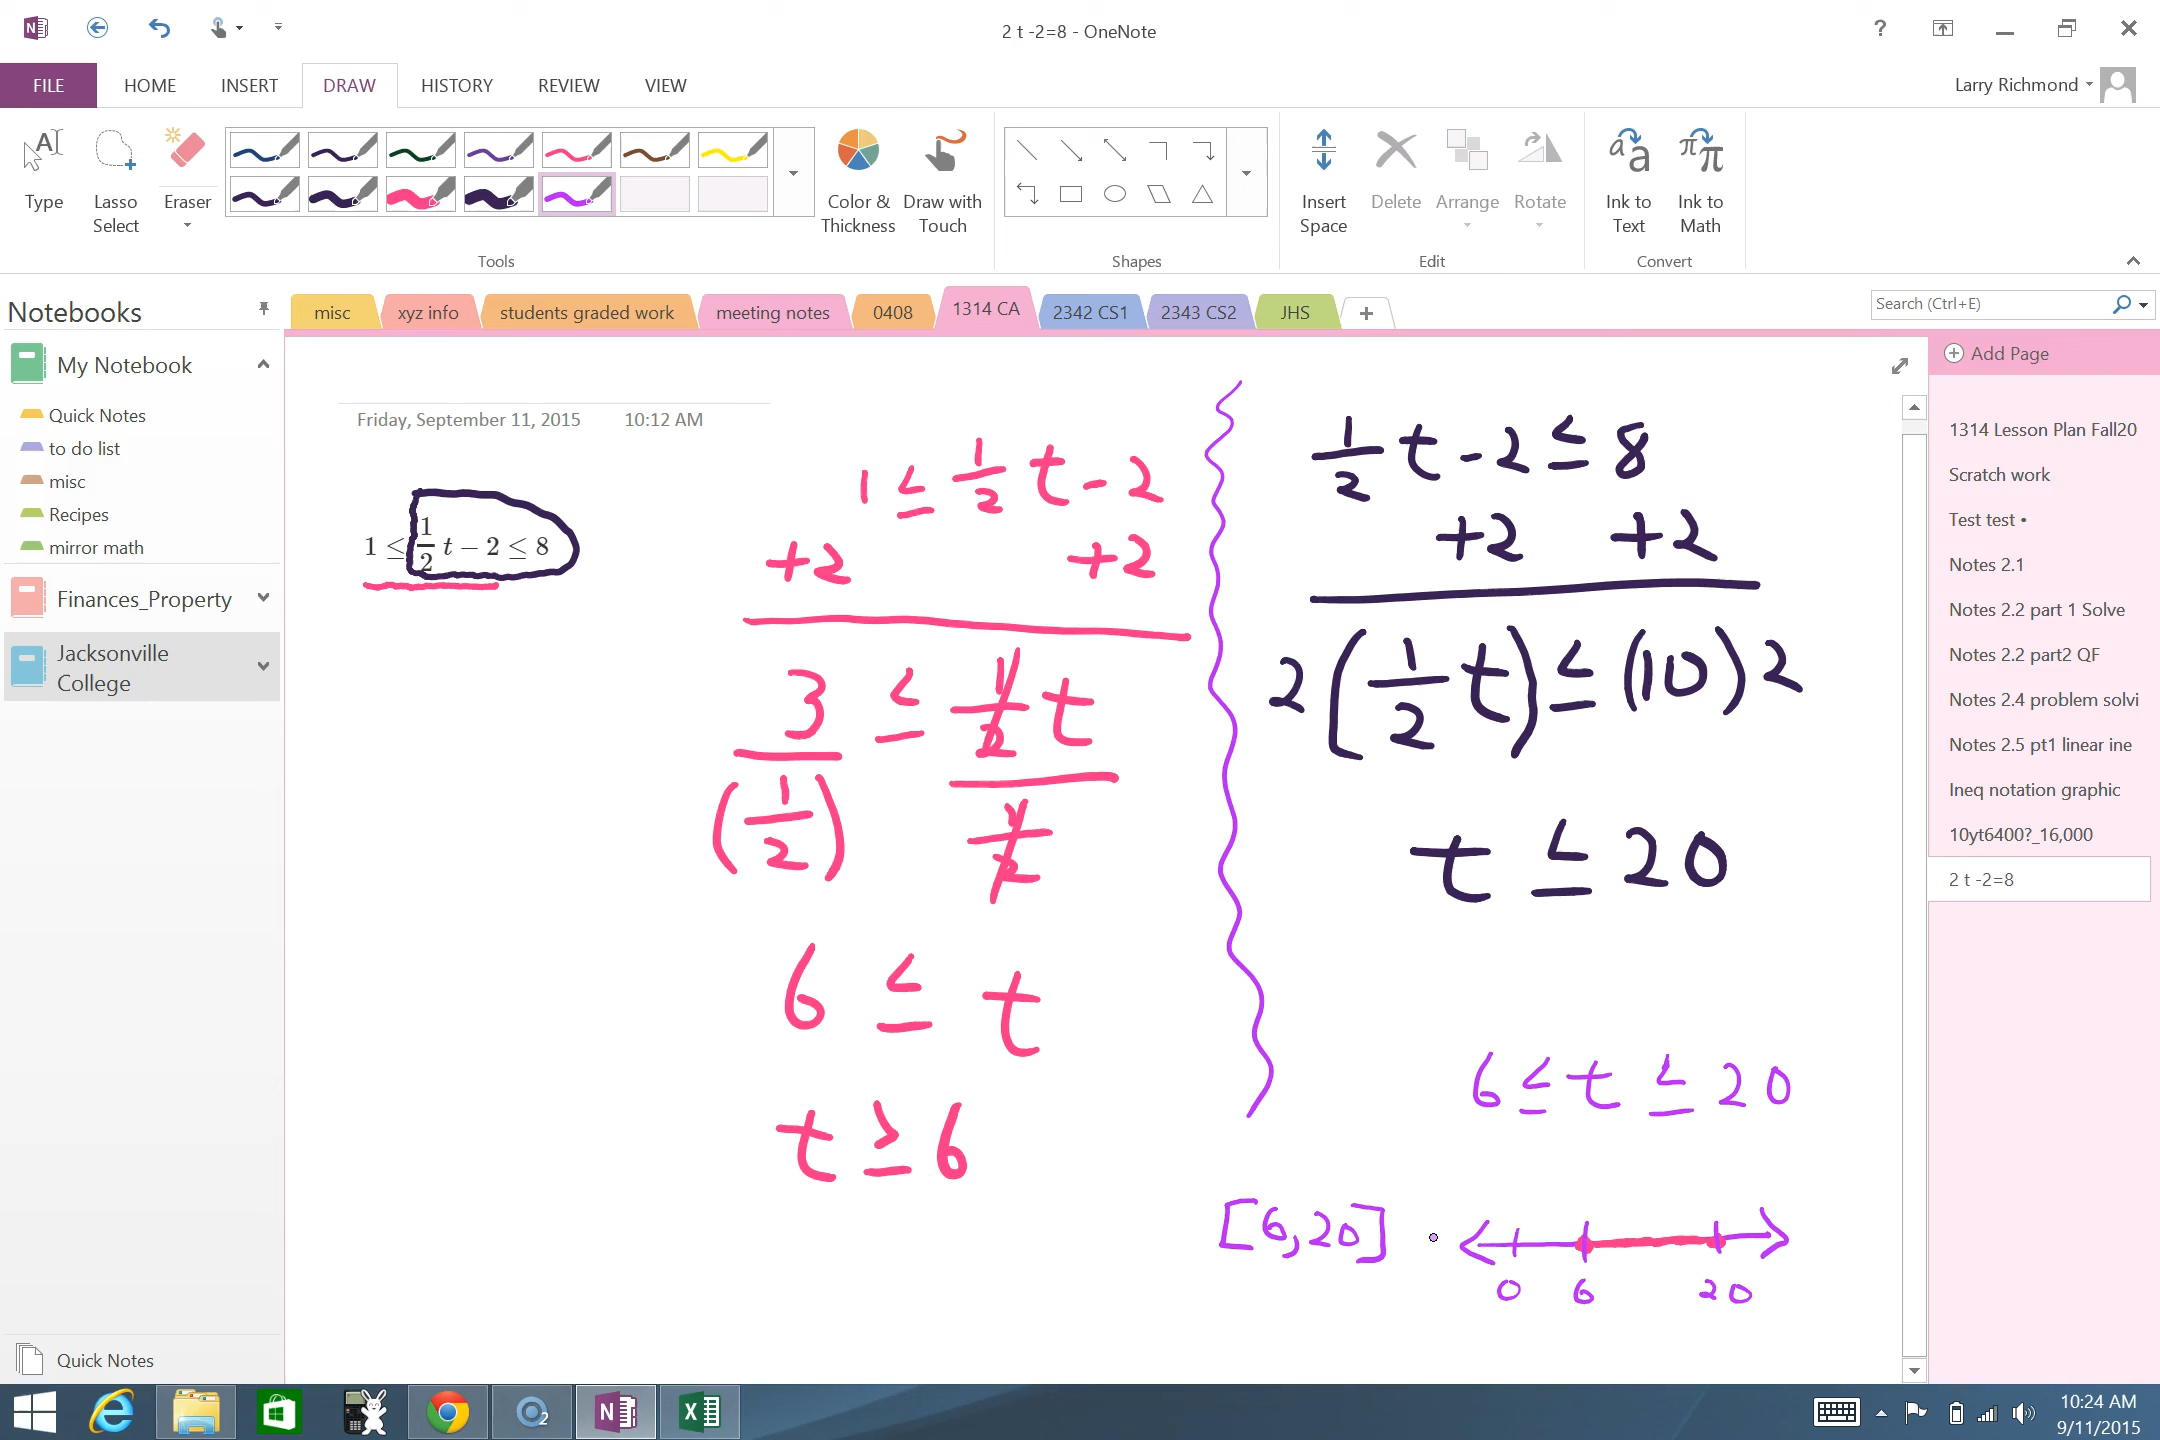 2 t -2=8 - OneNote
?
FILE HOME INSERT DRAW HISTORY REVIEW VIEW
Larry Richmond
Type
Lasso Select
Eraser
Color & Thickness
Draw with Touch
Insert Space
Delete
Arrange
Rotate
Ink to Text
Ink to Math
Tools
Shapes
Edit
Convert
Notebooks
misc
xyz info
students graded work
meeting notes
0408
1314 CA
2342 CS1
2343 CS2
JHS
+
Search (Ctrl+E)
My Notebook
Quick Notes
to do list
misc
Recipes
mirror math
Finances_Property
Jacksonville College
Quick Notes
Friday, September 11, 2015 10:12 AM
1 ≤ 1/2 t − 2 ≤ 8
1 ≤ 1/2 t - 2
+2 +2
3 ≤ 1/2 t
(1/2) 1/2
6 ≤ t
t ≥ 6
1/2 t - 2 ≤ 8
+2 +2
2 (1/2 t) ≤ (10) 2
t ≤ 20
6 ≤ t ≤ 20
[6,20]
0 6 20
Add Page
1314 Lesson Plan Fall20
Scratch work
Test test •
Notes 2.1
Notes 2.2 part 1 Solve
Notes 2.2 part2 QF
Notes 2.4 problem solvi
Notes 2.5 pt1 linear ine
Ineq notation graphic
10yt6400?_16,000
2 t -2=8
10:24 AM
9/11/2015